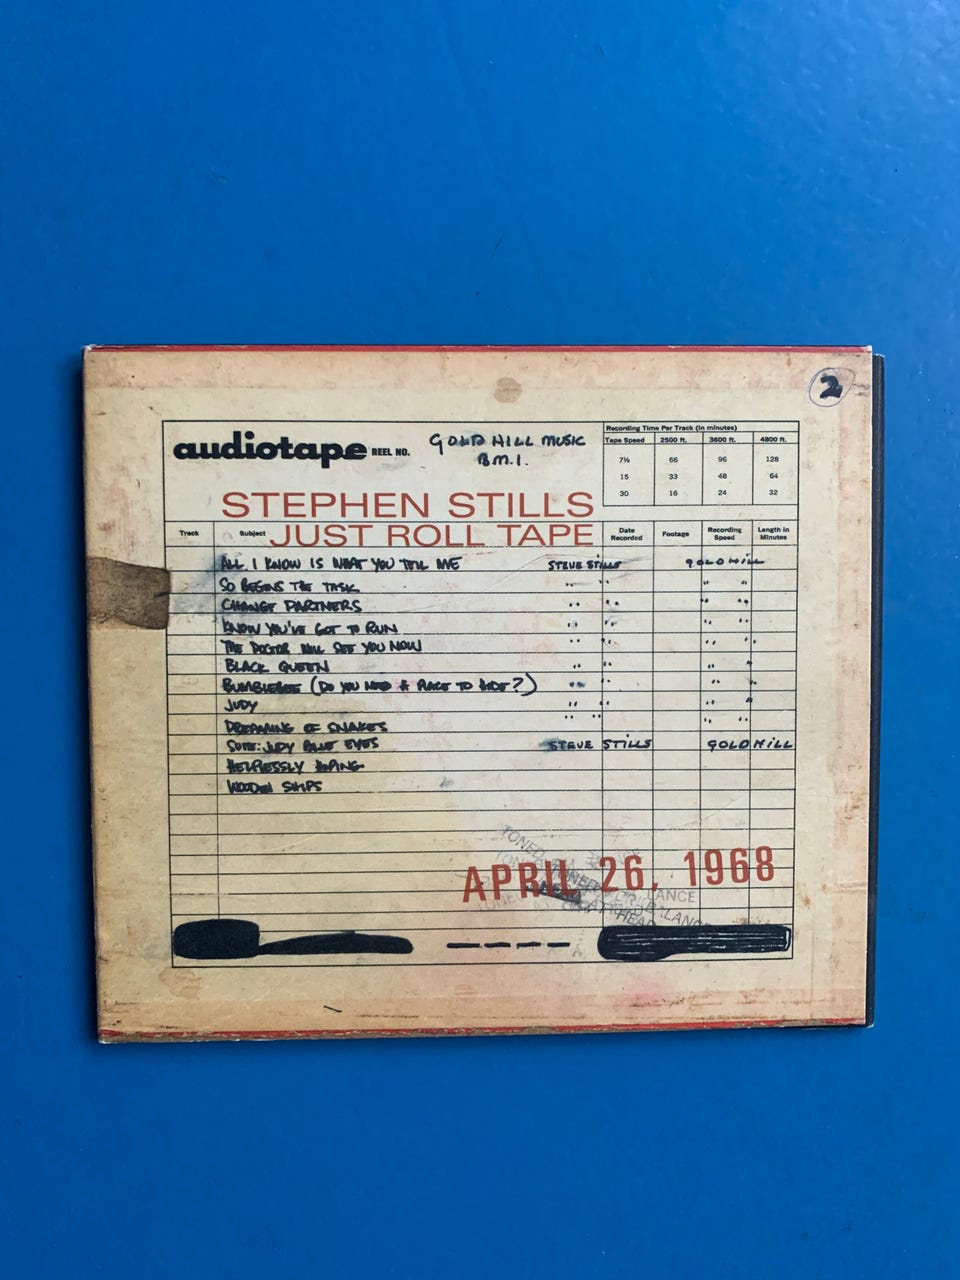 2
audiotape REEL NO. GOLD HILL MUSIC
B.M.I.
Recording Time Per Track (in minutes)
Tape Speed 2500 ft. 3600 ft. 4800 ft.
7½ 66 96 128
15 33 48 64
30 16 24 32
STEPHEN STILLS
JUST ROLL TAPE
Track Subject Date Recorded Footage Recording Speed Length in Minutes
ALL I KNOW IS WHAT YOU TELL ME STEVE STILLS GOLD HILL
SO BEGINS THE TASK " " " "
CHANGE PARTNERS " " " "
KNOW YOU'VE GOT TO RUN " " " "
THE DOCTOR WILL SEE YOU NOW " " " "
BLACK QUEEN " " " "
BUMBLEBEE (DO YOU NEED A PLACE TO HIDE?) " " " "
JUDY " " " "
DREAMING OF SNAKES " " " "
SUITE: JUDY BLUE EYES STEVE STILLS GOLD HILL
HELPLESSLY HOPING
WOODEN SHIPS
APRIL 26, 1968